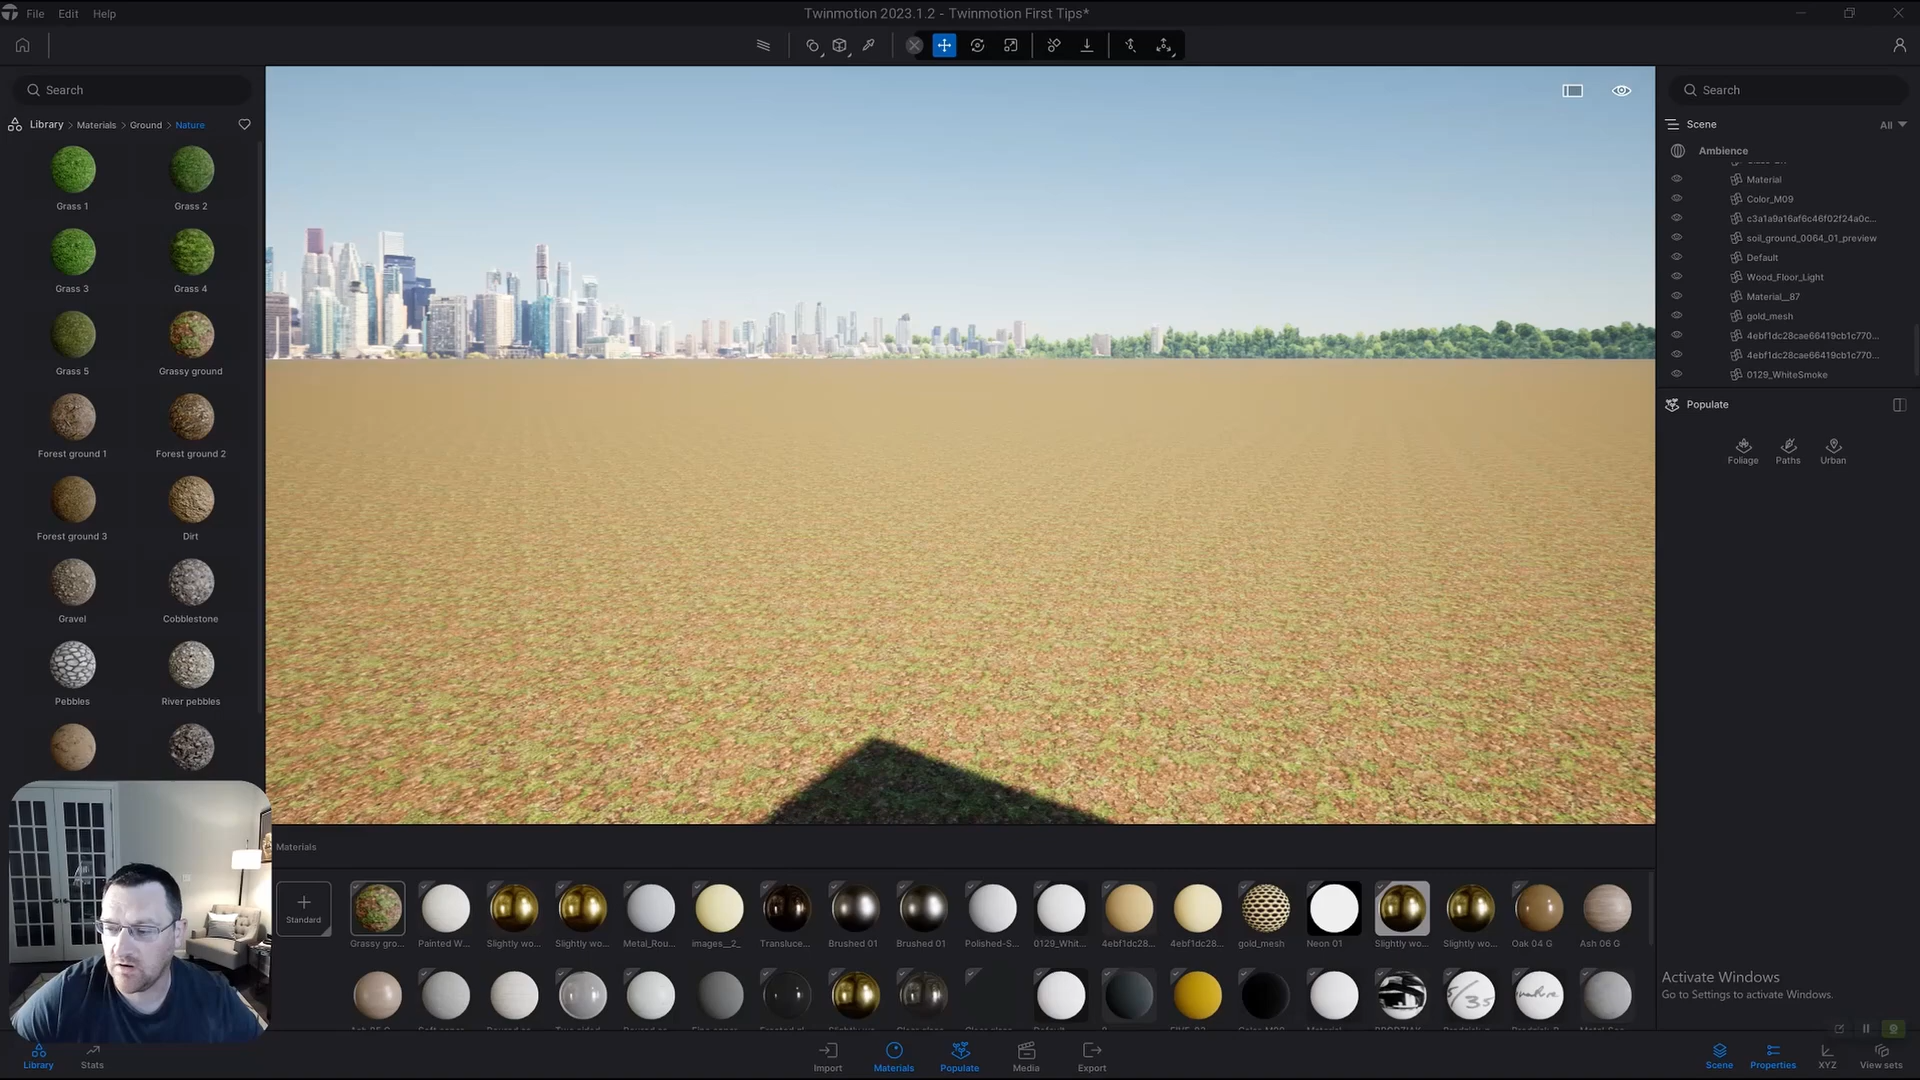 File Edit Help
Twinmotion 2023.1.2 - Twinmotion First Tips*
Search
Library > Materials > Ground > Nature
Grass 1
Grass 2
Grass 3
Grass 4
Grass 5
Grassy ground
Forest ground 1
Forest ground 2
Forest ground 3
Dirt
Gravel
Cobblestone
Pebbles
River pebbles
Search
Scene
All
Ambience
Material
Color_M09
c3a1a9a16af6c46f02f24a0c...
soil_ground_0064_01_preview
Default
Wood_Floor_Light
Material__87
gold_mesh
4ebf1dc28cae66419cb1c770...
4ebf1dc28cae66419cb1c770...
0129_WhiteSmoke
Populate
Foliage Paths Urban
Materials
Standard
Grassy gro... Painted W... Slightly wo... Slightly wo... Metal_Rou... images__2_ Transluce... Brushed 01 Brushed 01 Polished-S... 0129_Whit... 4ebf1dc28... 4ebf1dc28... gold_mesh Neon 01 Slightly wo... Slightly wo... Oak 04 G Ash 06 G
Activate Windows
Go to Settings to activate Windows.
Library Stats Import Materials Populate Media Export Scene Properties XYZ View sets